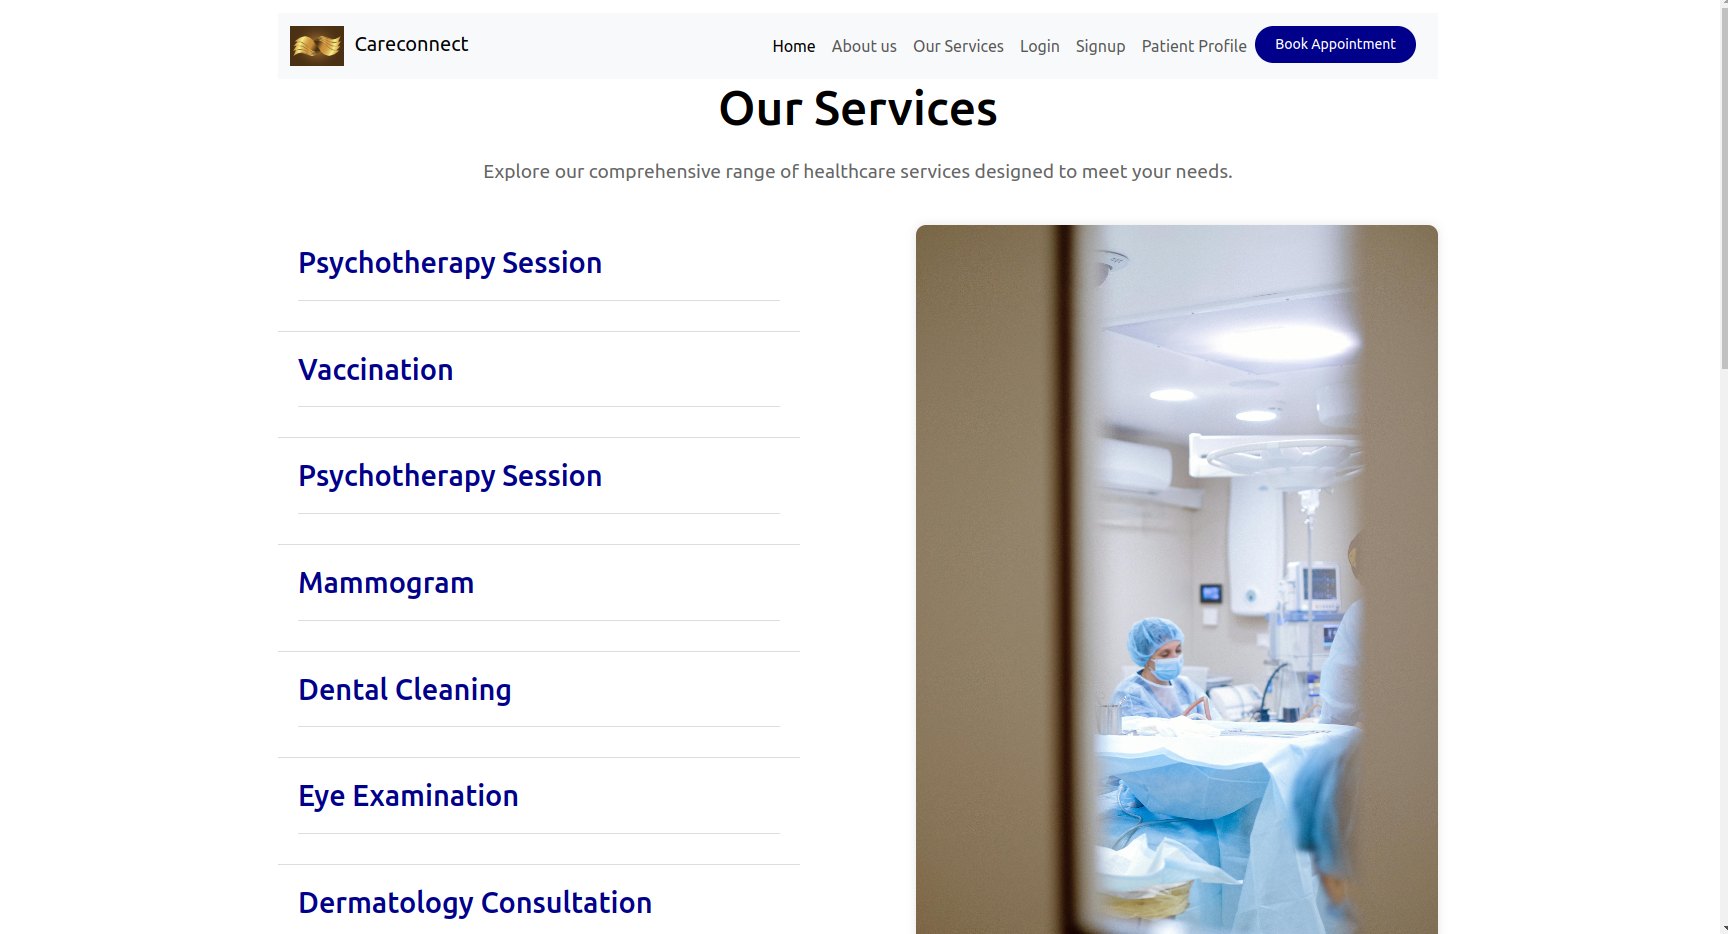 Careconnect
Home About us Our Services Login Signup Patient Profile Book Appointment
Our Services
Explore our comprehensive range of healthcare services designed to meet your needs.
Psychotherapy Session
Vaccination
Psychotherapy Session
Mammogram
Dental Cleaning
Eye Examination
Dermatology Consultation